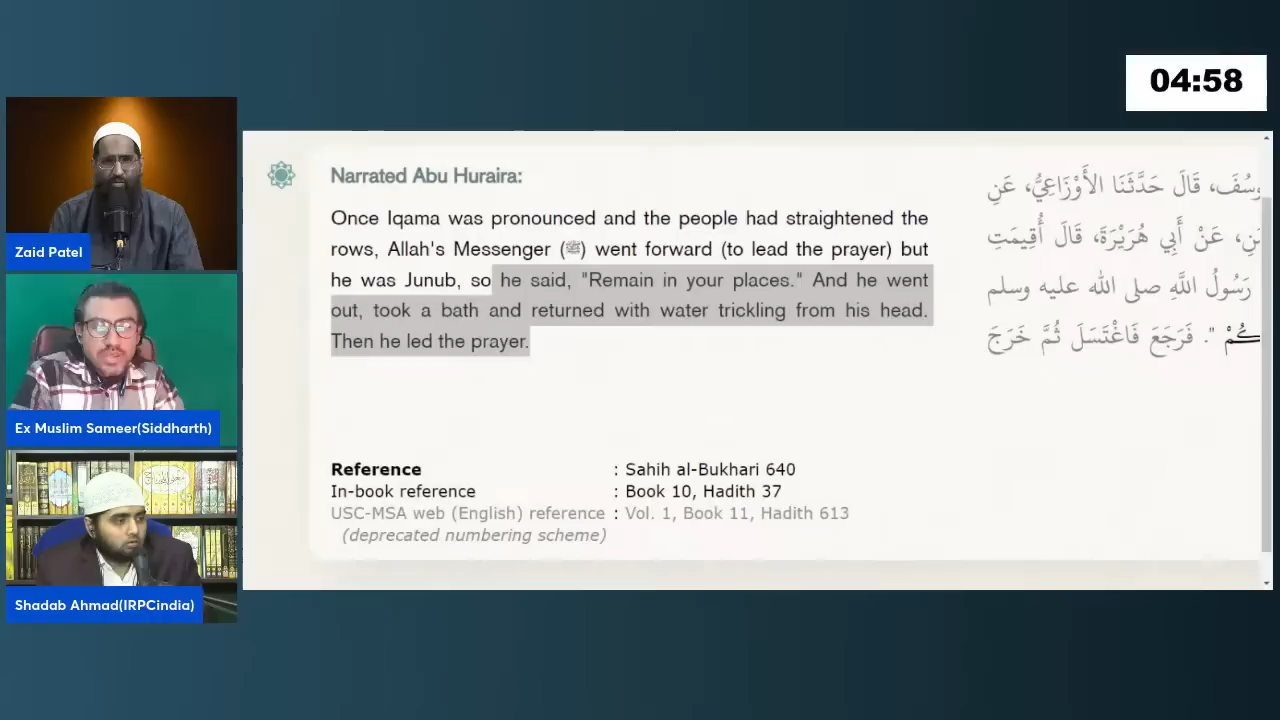 04:58
Zaid Patel
Ex Muslim Sameer(Siddharth)
Shadab Ahmad(IRPCindia)
Narrated Abu Huraira:
Once Iqama was pronounced and the people had straightened the
rows, Allah's Messenger (ﷺ) went forward (to lead the prayer) but
he was Junub, so he said, "Remain in your places." And he went
out, took a bath and returned with water trickling from his head.
Then he led the prayer.
وسُفَ، قَالَ حَدَّثَنَا الأَوْزَاعِيُّ، عَنِ
نِ، عَنْ أَبِي هُرَيْرَةَ، قَالَ أُقِيمَتِ
رَسُولُ اللَّهِ صلى الله عليه وسلم
كُمْ ‏"‏‏.‏ فَرَجَعَ فَاغْتَسَلَ ثُمَّ خَرَجَ
Reference : Sahih al-Bukhari 640
In-book reference : Book 10, Hadith 37
USC-MSA web (English) reference : Vol. 1, Book 11, Hadith 613
(deprecated numbering scheme)